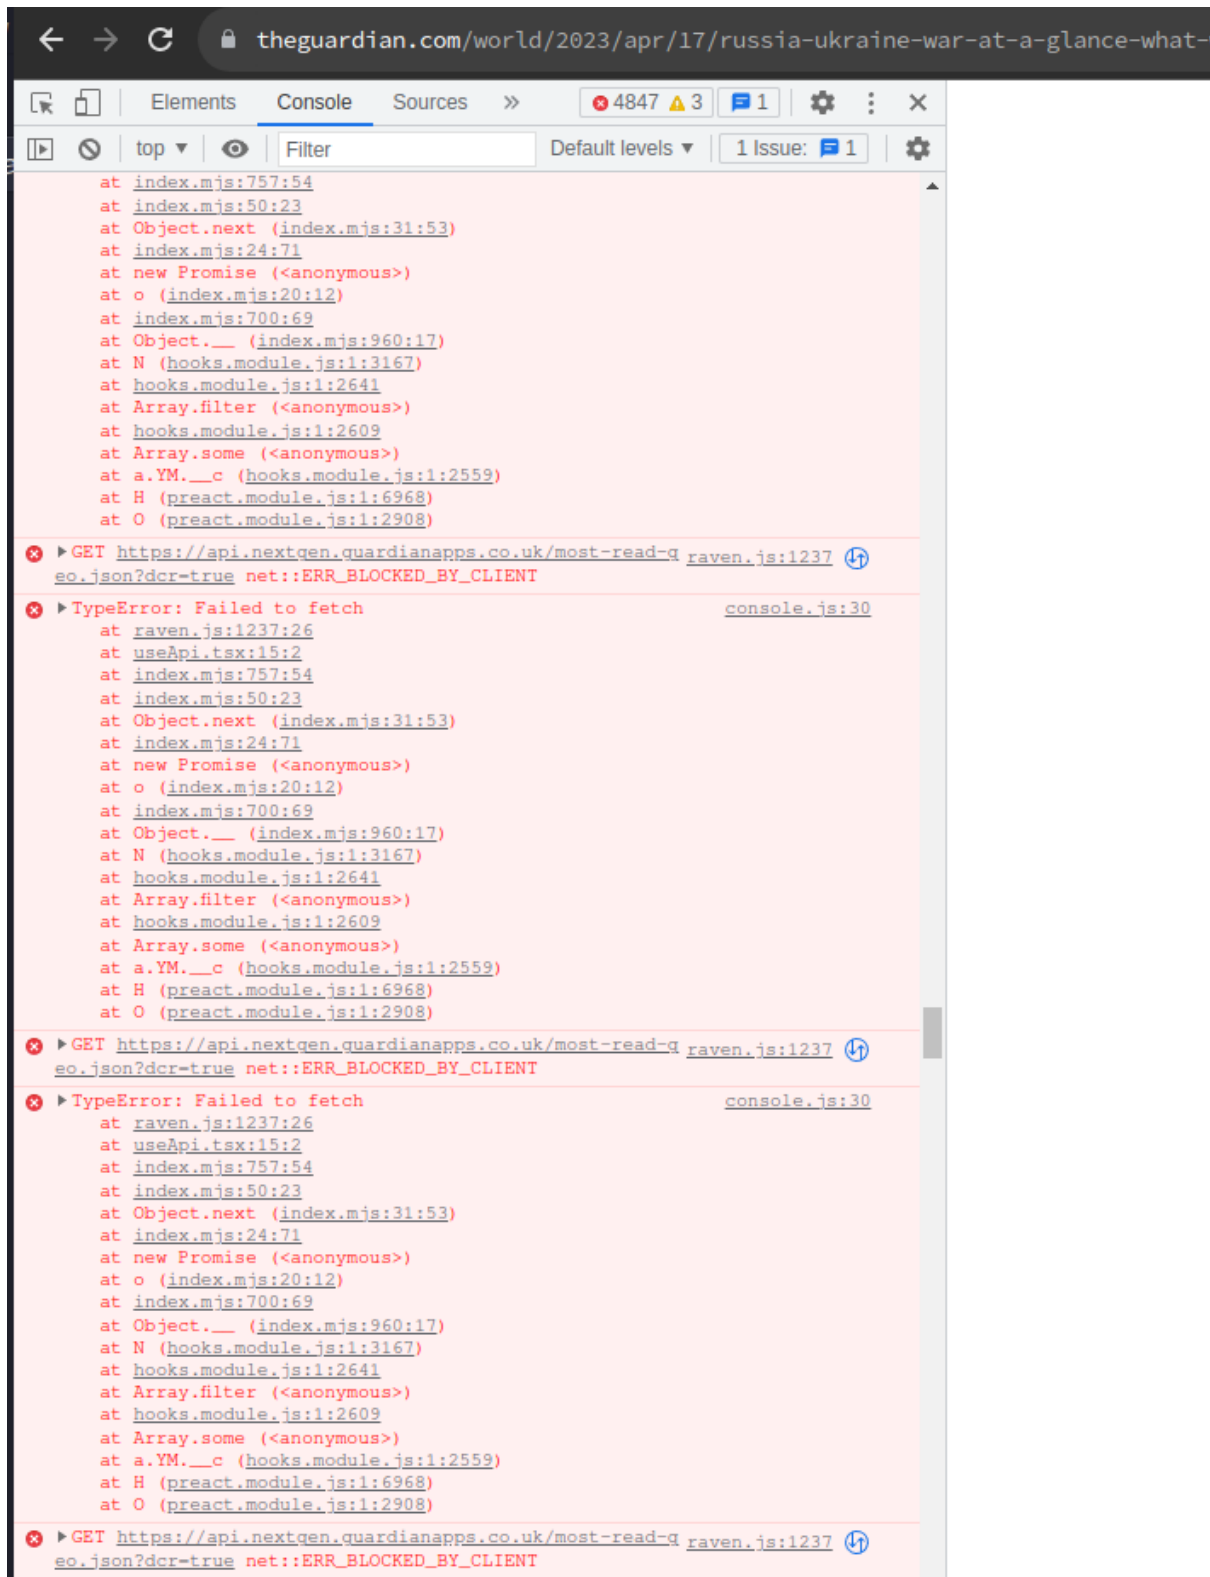 theguardian.com/world/2023/apr/17/russia-ukraine-war-at-a-glance-what-
Elements Console Sources » 4847 3 1
top ▼ Filter Default levels ▼ 1 Issue: 1
at index.mjs:757:54
at index.mjs:50:23
at Object.next (index.mjs:31:53)
at index.mjs:24:71
at new Promise (<anonymous>)
at o (index.mjs:20:12)
at index.mjs:700:69
at Object.__ (index.mjs:960:17)
at N (hooks.module.js:1:3167)
at hooks.module.js:1:2641
at Array.filter (<anonymous>)
at hooks.module.js:1:2609
at Array.some (<anonymous>)
at a.YM.__c (hooks.module.js:1:2559)
at H (preact.module.js:1:6968)
at O (preact.module.js:1:2908)
GET https://api.nextgen.guardianapps.co.uk/most-read-g raven.js:1237
eo.json?dcr=true net::ERR_BLOCKED_BY_CLIENT
TypeError: Failed to fetch console.js:30
at raven.js:1237:26
at useApi.tsx:15:2
at index.mjs:757:54
at index.mjs:50:23
at Object.next (index.mjs:31:53)
at index.mjs:24:71
at new Promise (<anonymous>)
at o (index.mjs:20:12)
at index.mjs:700:69
at Object.__ (index.mjs:960:17)
at N (hooks.module.js:1:3167)
at hooks.module.js:1:2641
at Array.filter (<anonymous>)
at hooks.module.js:1:2609
at Array.some (<anonymous>)
at a.YM.__c (hooks.module.js:1:2559)
at H (preact.module.js:1:6968)
at O (preact.module.js:1:2908)
GET https://api.nextgen.guardianapps.co.uk/most-read-g raven.js:1237
eo.json?dcr=true net::ERR_BLOCKED_BY_CLIENT
TypeError: Failed to fetch console.js:30
at raven.js:1237:26
at useApi.tsx:15:2
at index.mjs:757:54
at index.mjs:50:23
at Object.next (index.mjs:31:53)
at index.mjs:24:71
at new Promise (<anonymous>)
at o (index.mjs:20:12)
at index.mjs:700:69
at Object.__ (index.mjs:960:17)
at N (hooks.module.js:1:3167)
at hooks.module.js:1:2641
at Array.filter (<anonymous>)
at hooks.module.js:1:2609
at Array.some (<anonymous>)
at a.YM.__c (hooks.module.js:1:2559)
at H (preact.module.js:1:6968)
at O (preact.module.js:1:2908)
GET https://api.nextgen.guardianapps.co.uk/most-read-g raven.js:1237
eo.json?dcr=true net::ERR_BLOCKED_BY_CLIENT